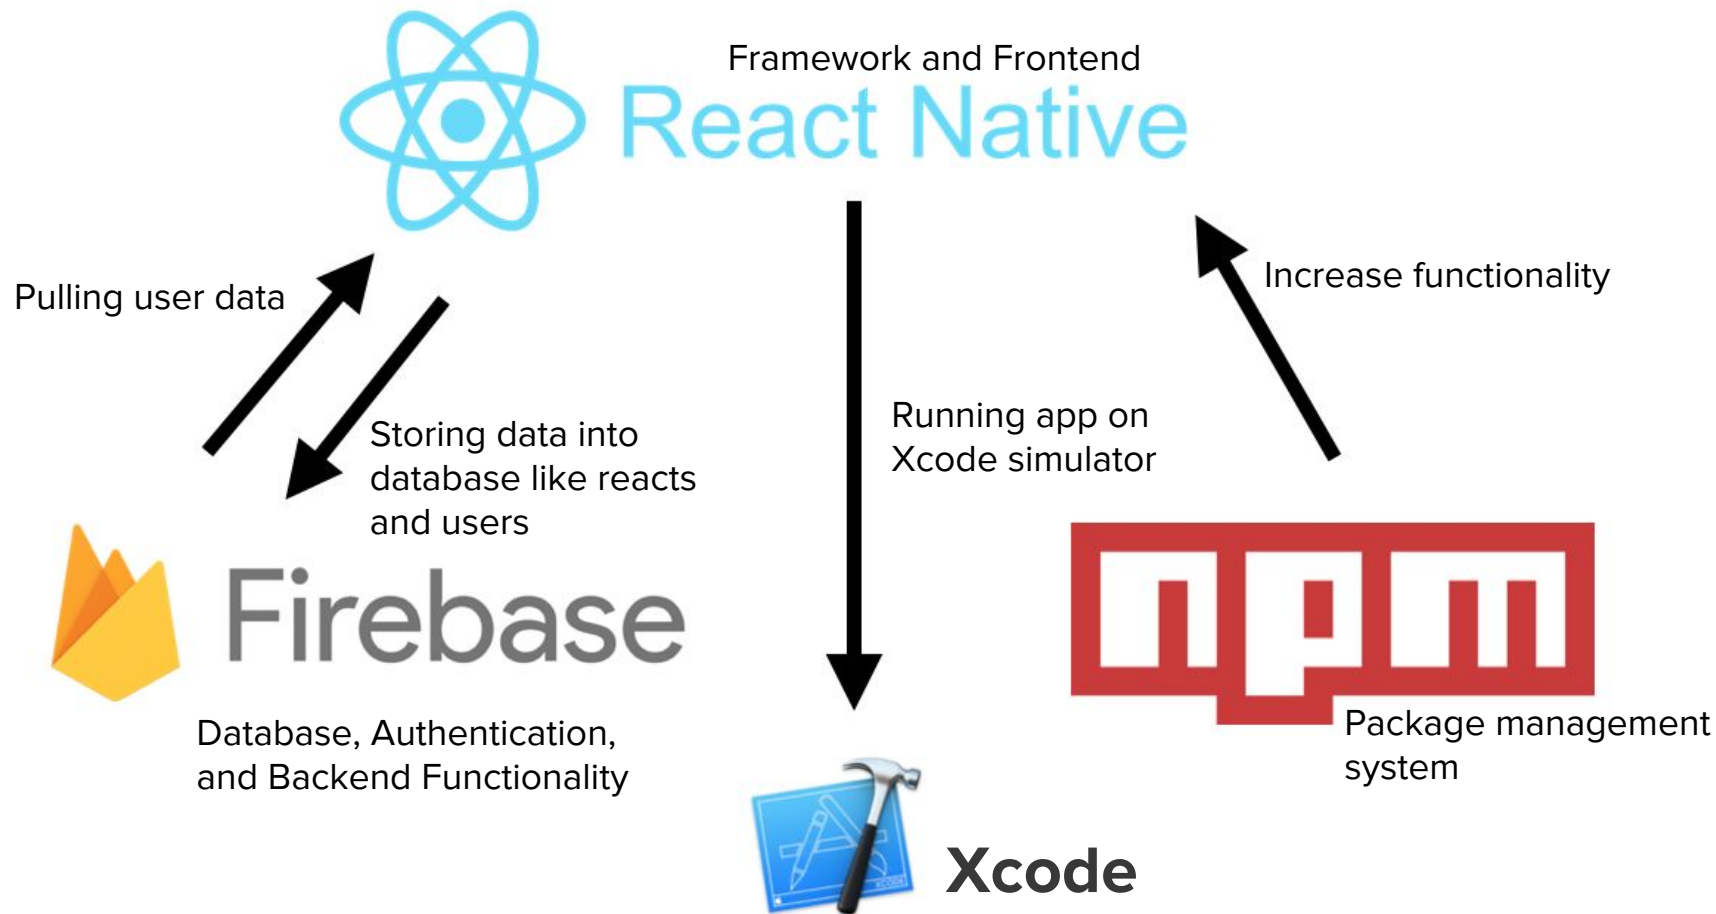 Framework and Frontend
React Native
Pulling user data
Increase functionality
Storing data into
database like reacts
and users
Running app on
Xcode simulator
Firebase
npm
Database, Authentication,
and Backend Functionality
Package management
system
XCODE
Xcode